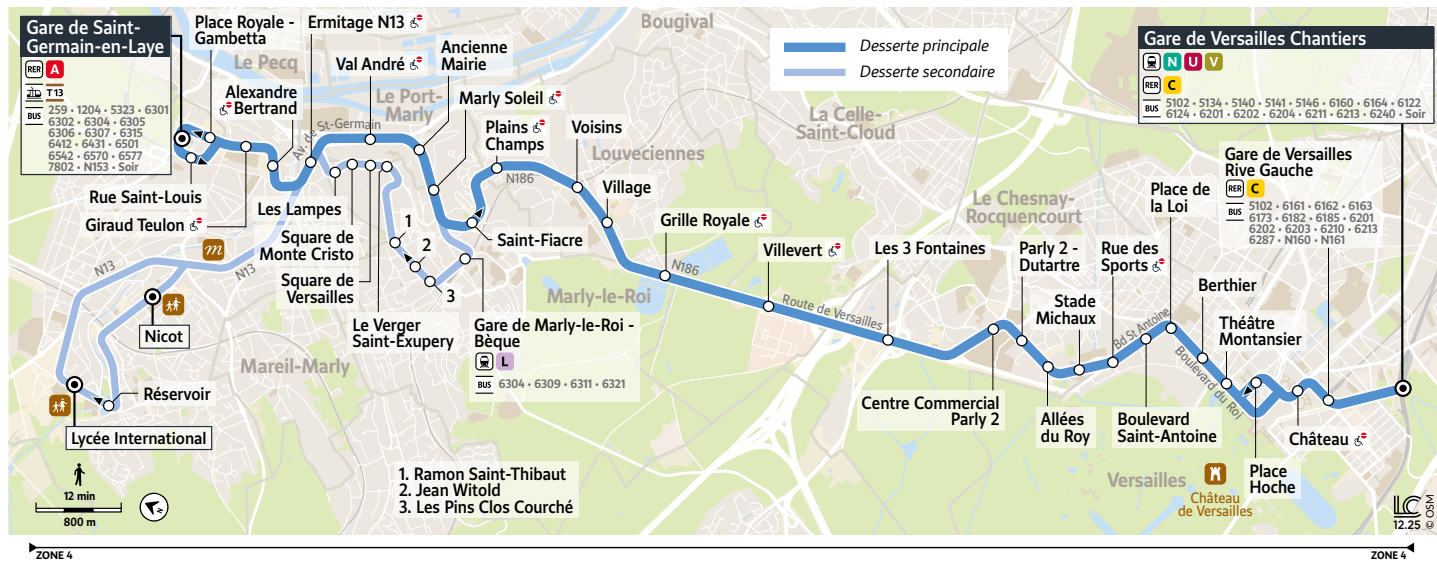 Gare de Saint-
Germain-en-Laye
RER A
T13
BUS
259 • 1204 • 5323 • 6301
6302 • 6304 • 6305
6306 • 6307 • 6315
6412 • 6431 • 6501
6542 • 6570 • 6577
7802 • N153 • Soir
Place Royale -
Gambetta
Ermitage N13
Le Pecq
Val André
Ancienne
Mairie
Alexandre
Bertrand
Le Port-
Marly
Av. de St-Germain
Marly Soleil
Plains
Champs
Voisins
Bougival
Desserte principale
Desserte secondaire
La Celle-
Saint-Cloud
Louveciennes
N186
Village
Rue Saint-Louis
Giraud Teulon
Les Lampes
Square de
Monte Cristo
Square de
Versailles
Le Verger
Saint-Exupery
1
2
3
Saint-Fiacre
Gare de Marly-le-Roi -
Bèque
L
BUS 6304 • 6309 • 6311 • 6321
Marly-le-Roi
Grille Royale
N186
Villevert
Route de Versailles
Les 3 Fontaines
Le Chesnay-
Rocquencourt
Parly 2 -
Dutartre
Centre Commercial
Parly 2
Stade
Michaux
Allées
du Roy
Rue des
Sports
Bd St Antoine
Boulevard
Saint-Antoine
Place de
la Loi
Berthier
Boulevard du Roi
Théâtre
Montansier
Place
Hoche
Château
Gare de Versailles
Rive Gauche
RER C
BUS
5102 • 6161 • 6162 • 6163
6173 • 6182 • 6185 • 6201
6202 • 6203 • 6210 • 6213
6287 • N160 • N161
Gare de Versailles Chantiers
N U V
RER C
BUS
5102 • 5134 • 5140 • 5141 • 5146 • 6160 • 6164 • 6122
6124 • 6201 • 6202 • 6204 • 6211 • 6213 • 6240 • Soir
Versailles
Château
de Versailles
N13
m
N13
Nicot
Mareil-Marly
Réservoir
Lycée International
1. Ramon Saint-Thibaut
2. Jean Witold
3. Les Pins Clos Courché
12 min
800 m
LC
12.25
© OSM
ZONE 4
ZONE 4